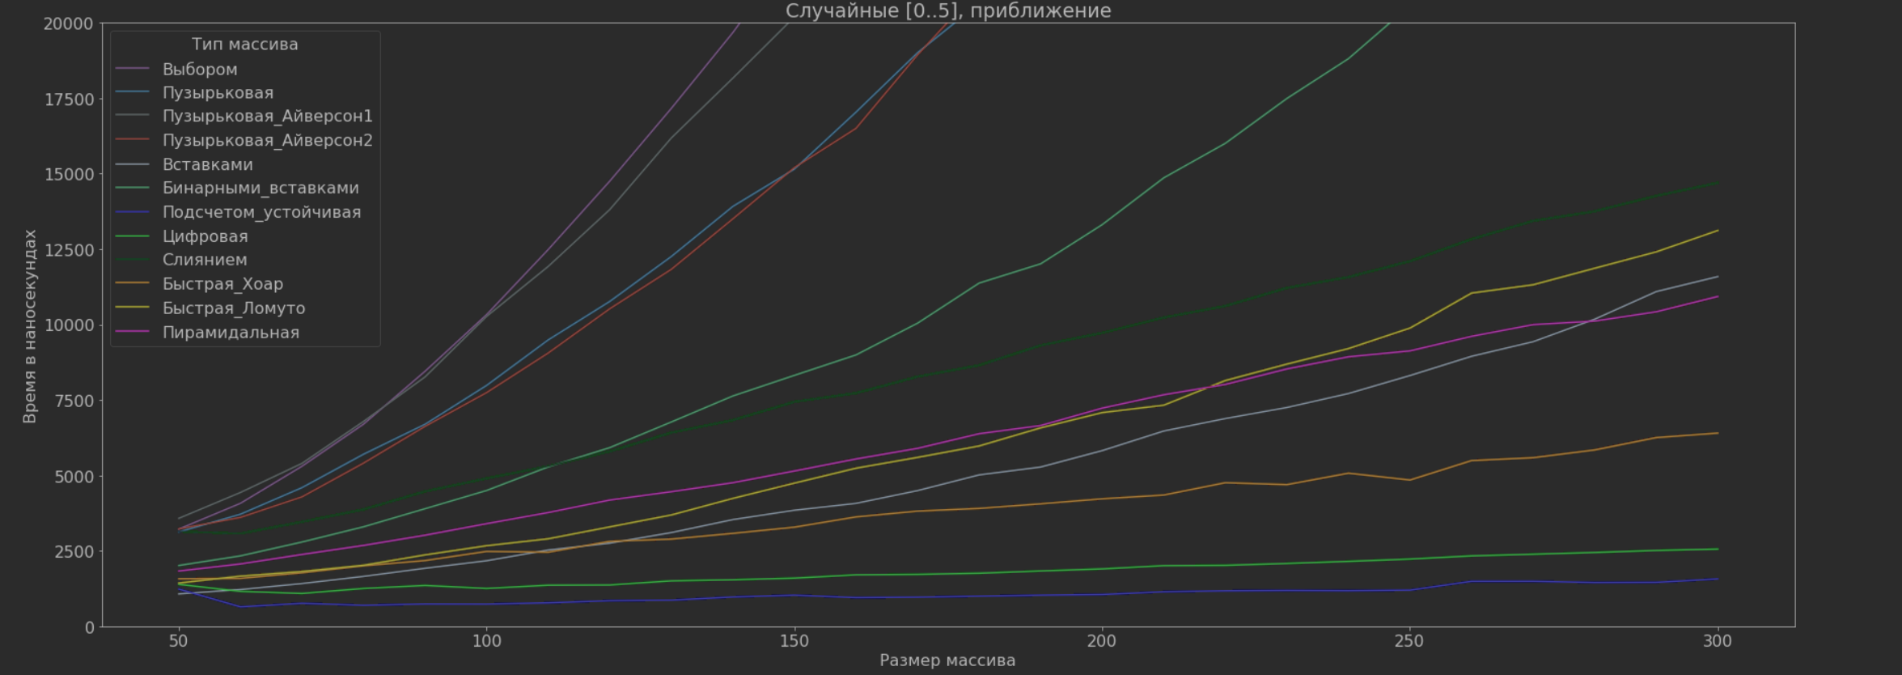 Случайные [0..5], приближение
Тип массива
Выбором
Пузырьковая
Пузырьковая_Айверсон1
Пузырьковая_Айверсон2
Вставками
Бинарными_вставками
Подсчетом_устойчивая
Цифровая
Слиянием
Быстрая_Хоар
Быстрая_Ломуто
Пирамидальная
Время в наносекундах
20000
17500
15000
12500
10000
7500
5000
2500
0
50 100 150 200 250 300
Размер массива